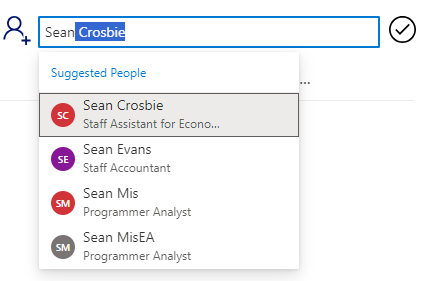 Sean Crosbie
Suggested People
...
SC
Sean Crosbie
Staff Assistant for Econo...
SE
Sean Evans
Staff Accountant
SM
Sean Mis
Programmer Analyst
SM
Sean MisEA
Programmer Analyst